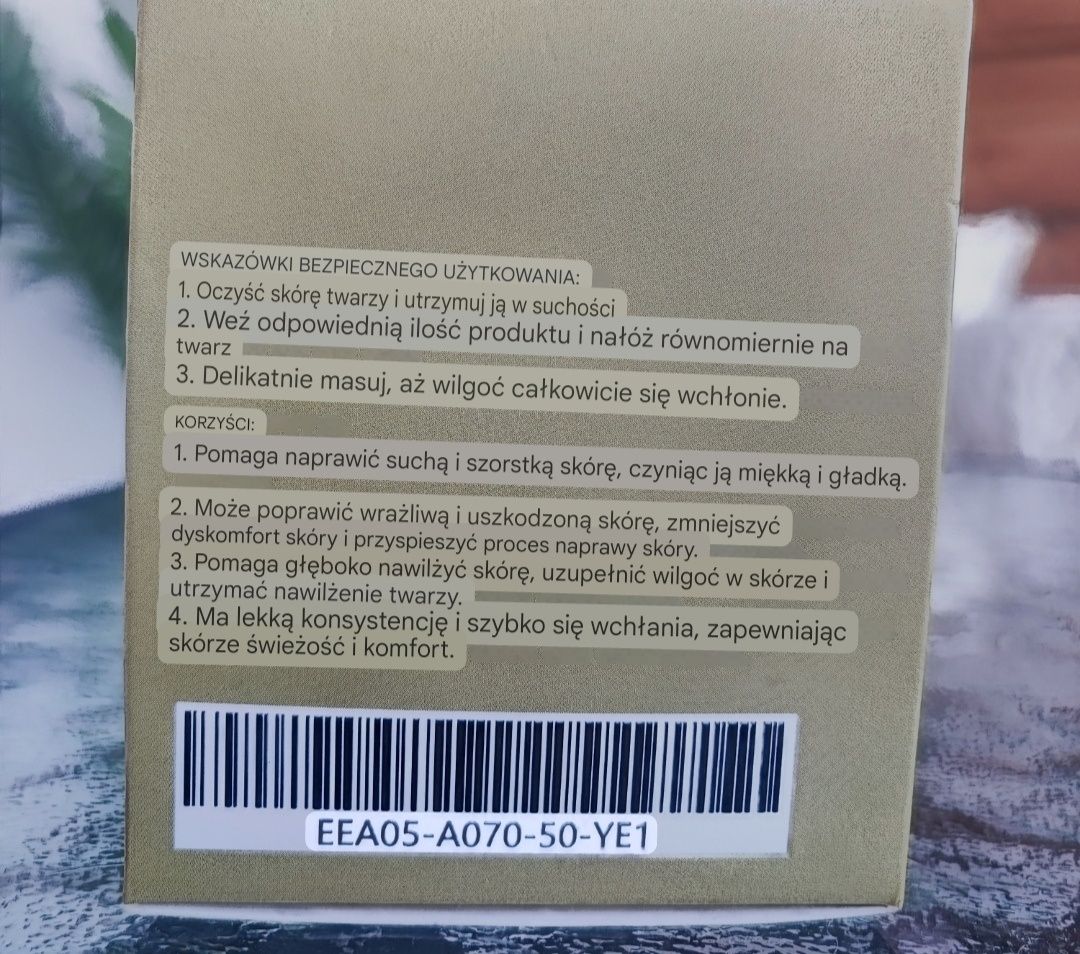 WSKAZÓWKI BEZPIECZNEGO UŻYTKOWANIA:
1. Oczyść skórę twarzy i utrzymuj ją w suchości
2. Weź odpowiednią ilość produktu i nałóż równomiernie na
twarz
3. Delikatnie masuj, aż wilgoć całkowicie się wchłonie.
KORZYŚCI:
1. Pomaga naprawić suchą i szorstką skórę, czyniąc ją miękką i gładką.
2. Może poprawić wrażliwą i uszkodzoną skórę, zmniejszyć
dyskomfort skóry i przyspieszyć proces naprawy skóry.
3. Pomaga głęboko nawilżyć skórę, uzupełnić wilgoć w skórze i
utrzymać nawilżenie twarzy.
4. Ma lekką konsystencję i szybko się wchłania, zapewniając
skórze świeżość i komfort.
EEA05-A070-50-YE1